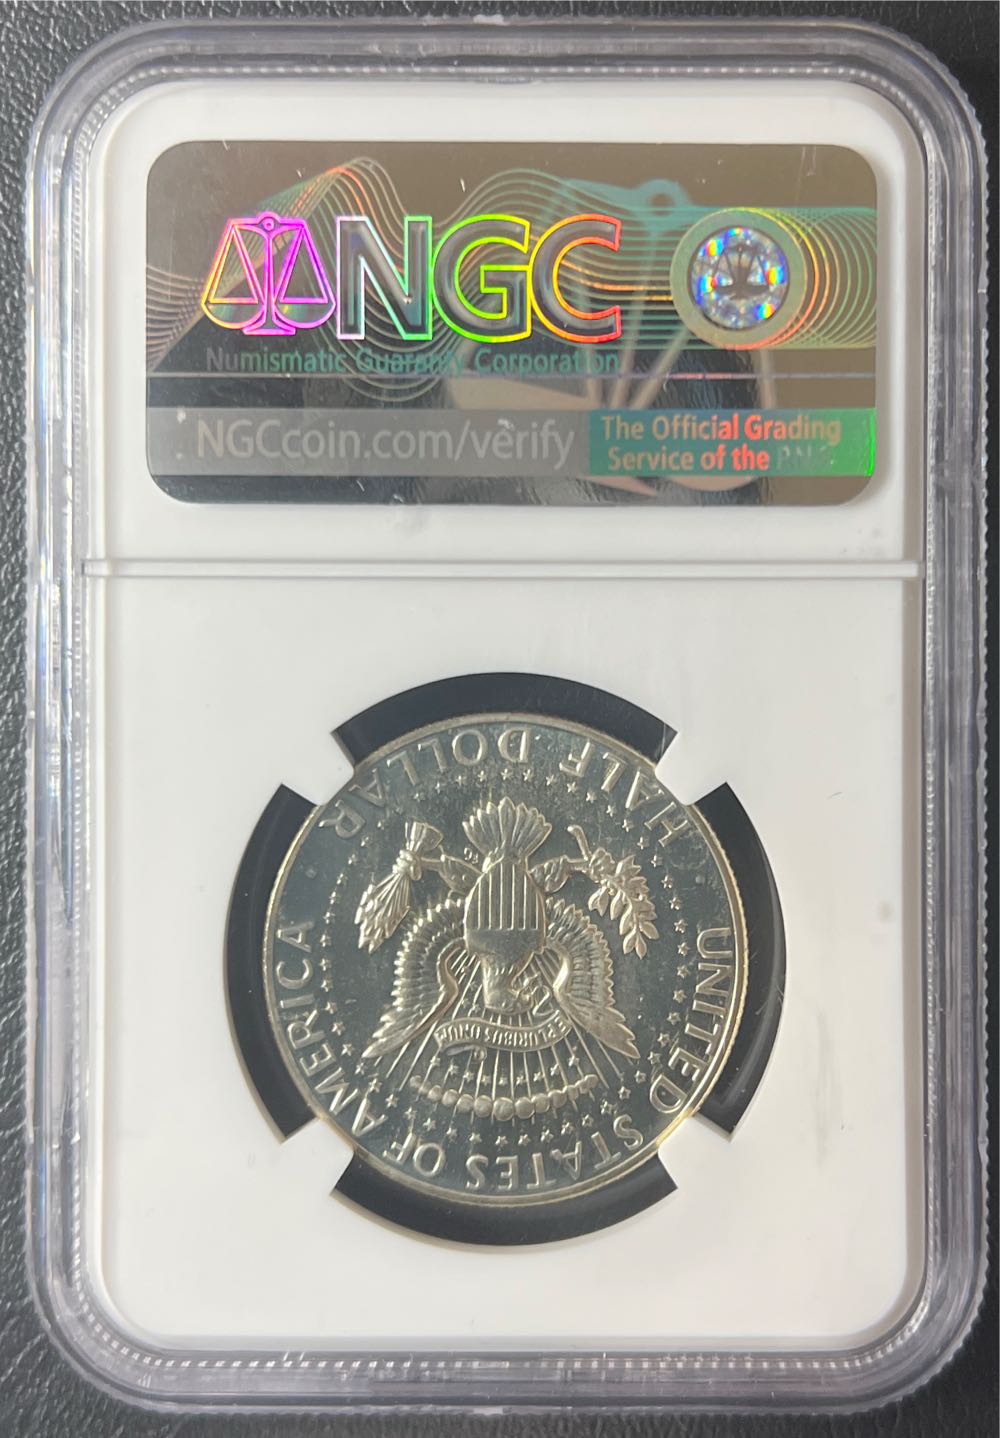 NGC
Numismatic Guaranty Corporation
NGCcoin.com/verify
The Official Grading
Service of the P.N.G.
UNITED STATES OF AMERICA
HALF DOLLAR
E PLURIBUS UNUM